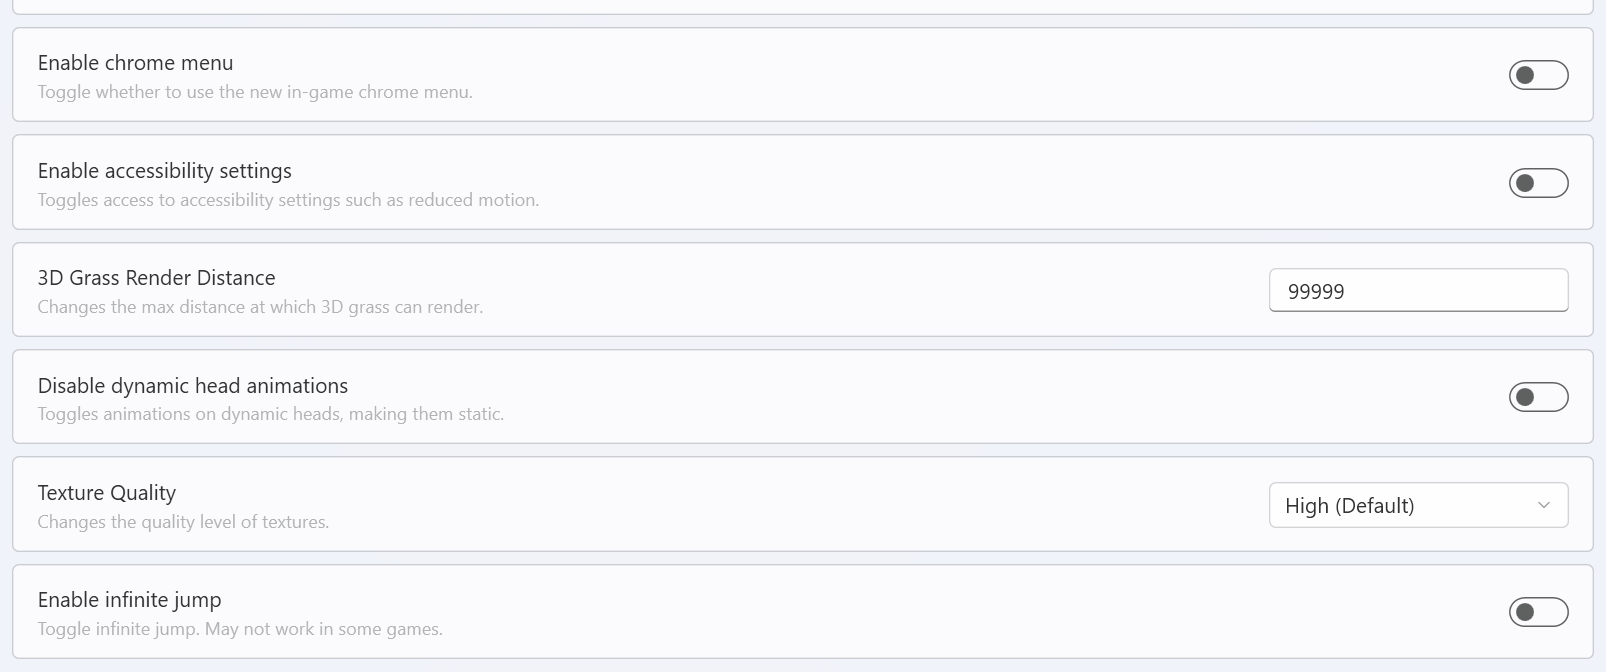 Enable chrome menu
Toggle whether to use the new in-game chrome menu.
Enable accessibility settings
Toggles access to accessibility settings such as reduced motion.
3D Grass Render Distance
Changes the max distance at which 3D grass can render.
99999
Disable dynamic head animations
Toggles animations on dynamic heads, making them static.
Texture Quality
Changes the quality level of textures.
High (Default)
Enable infinite jump
Toggle infinite jump. May not work in some games.